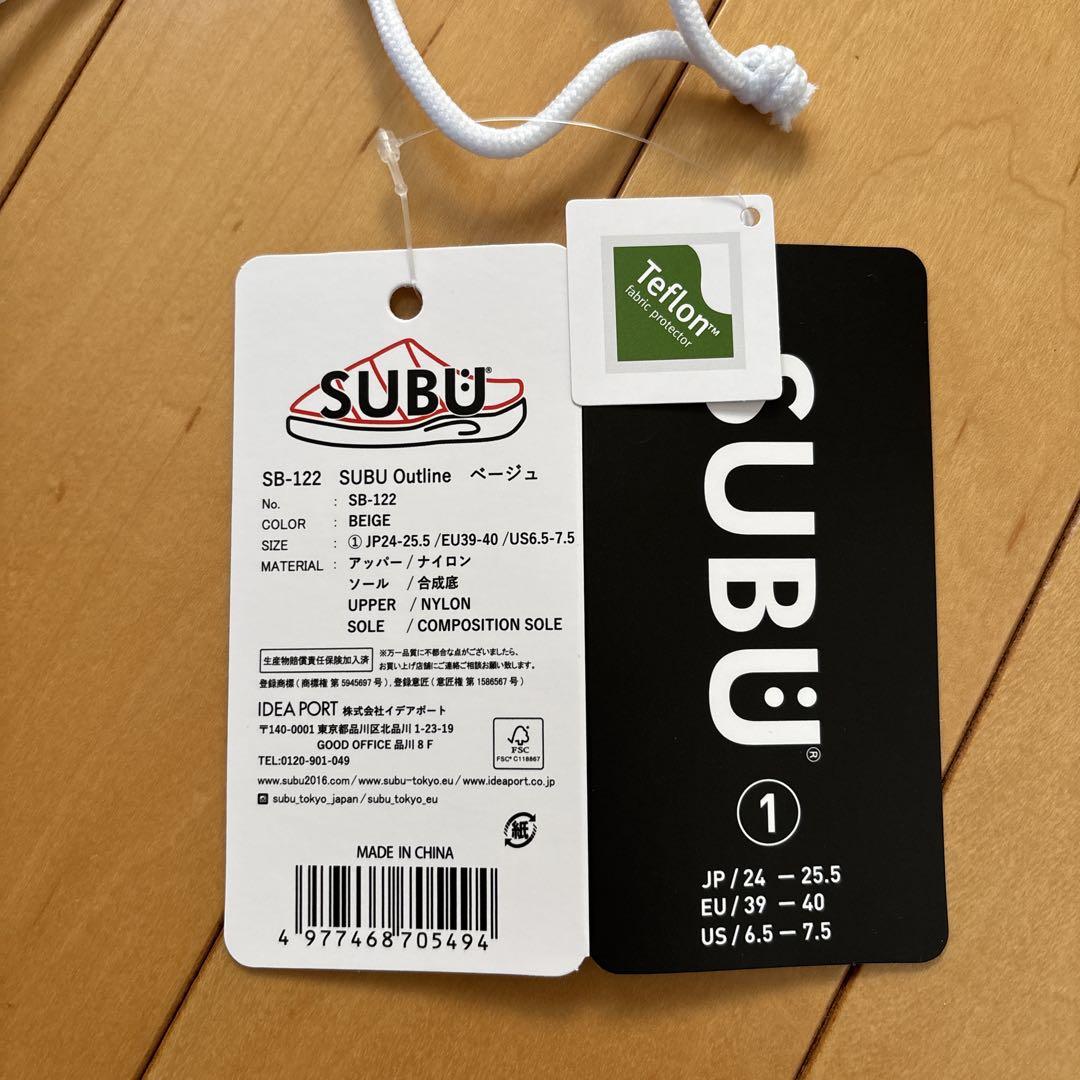 SUBU®
SB-122 SUBU Outline ベージュ
No. : SB-122
COLOR : BEIGE
SIZE : ① JP24-25.5 /EU39-40 /US6.5-7.5
MATERIAL : アッパー / ナイロン
ソール / 合成底
UPPER / NYLON
SOLE / COMPOSITION SOLE
生産物賠償責任保険加入済
※万一品質に不都合な点がございましたら、
お買い上げ店舗にご連絡ご相談お願い致します。
登録商標 ( 商標権 第 5945697 号 ) , 登録意匠 ( 意匠権 第 1586567 号 )
IDEA PORT 株式会社イデアポート
〒140-0001 東京都品川区北品川 1-23-19
GOOD OFFICE 品川 8 F
TEL:0120-901-049
FSC
FSC® C118867
www.subu2016.com / www.subu-tokyo.eu / www.ideaport.co.jp
subu_tokyo_japan / subu_tokyo_eu
紙
MADE IN CHINA
4 977468 705494
Teflon™
fabric protector
SUBU®
1
JP / 24 — 25.5
EU / 39 — 40
US / 6.5 — 7.5